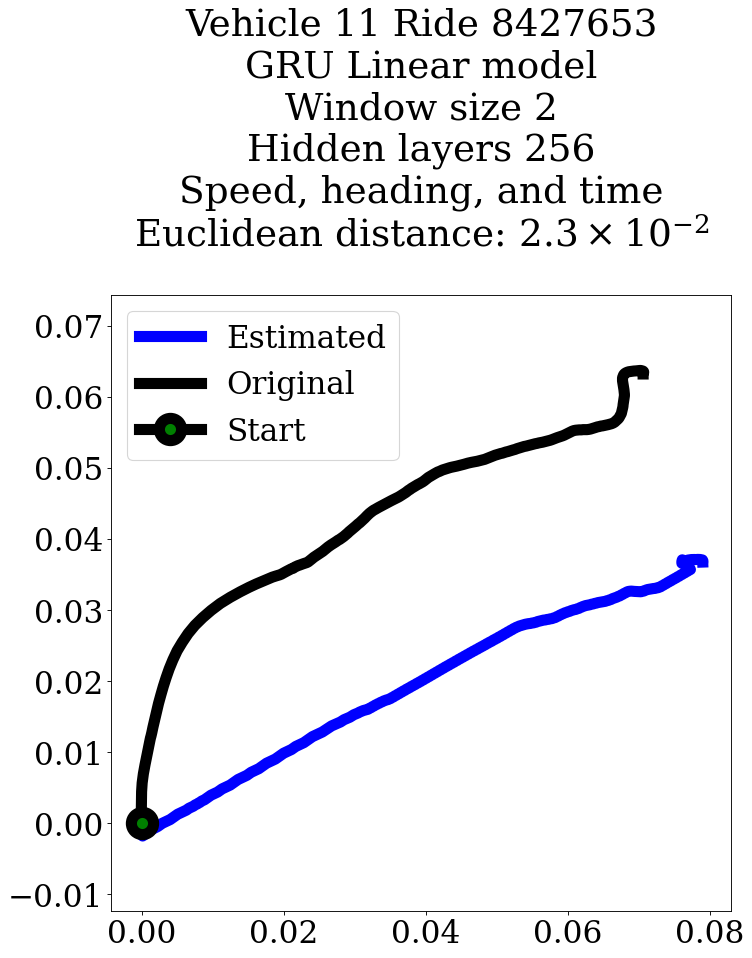 Vehicle 11 Ride 8427653
GRU Linear model
Window size 2
Hidden layers 256
Speed, heading, and time
Euclidean distance: 2.3 × 10⁻²
Estimated
Original
Start
0.07
0.06
0.05
0.04
0.03
0.02
0.01
0.00
−0.01
0.00 0.02 0.04 0.06 0.08